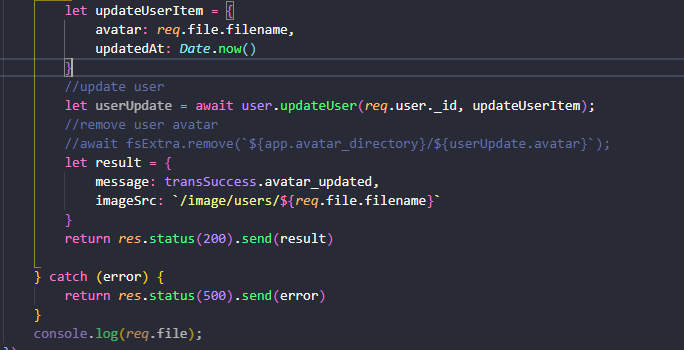 let updateUserItem = {
avatar: req.file.filename,
updatedAt: Date.now()
}
//update user
let userUpdate = await user.updateUser(req.user._id, updateUserItem);
//remove user avatar
//await fsExtra.remove(`${app.avatar_directory}/${userUpdate.avatar}`);
let result = {
message: transSuccess.avatar_updated,
imageSrc: `/image/users/${req.file.filename}`
}
return res.status(200).send(result)
} catch (error) {
return res.status(500).send(error)
}
console.log(req.file);
})